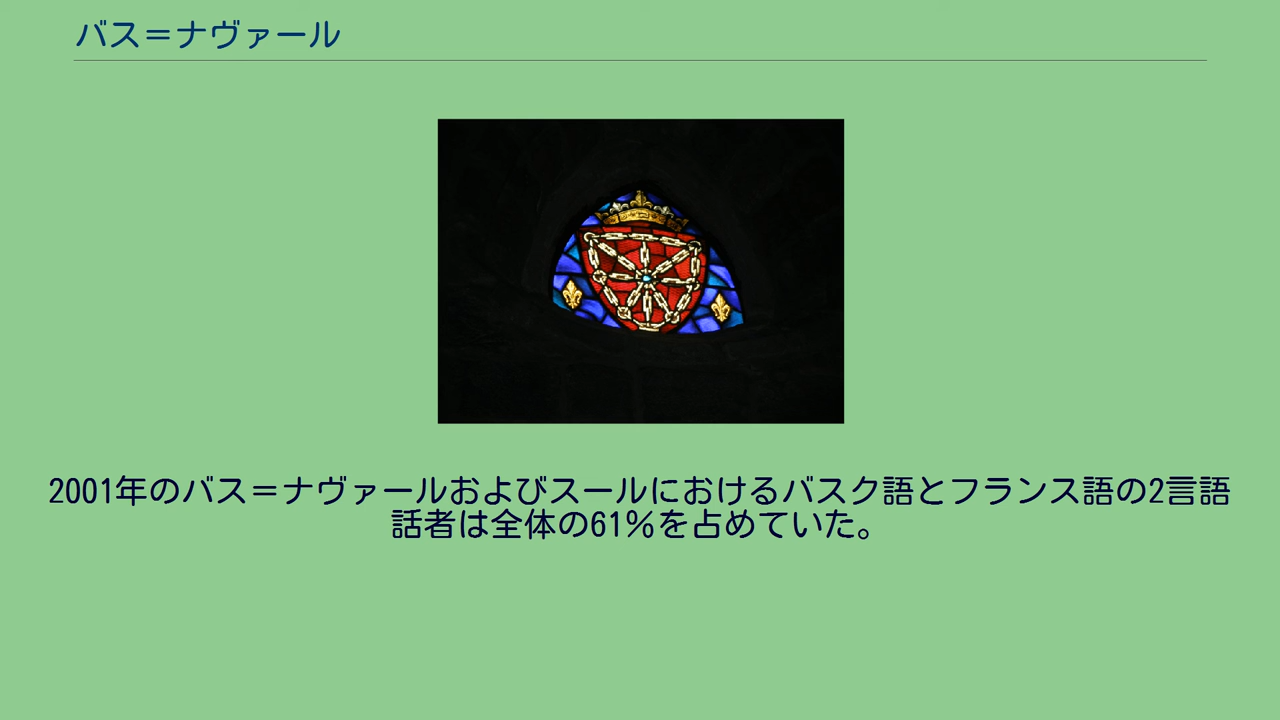 バス＝ナヴァール
2001年のバス＝ナヴァールおよびスールにおけるバスク語とフランス語の2言語
話者は全体の61％を占めていた。